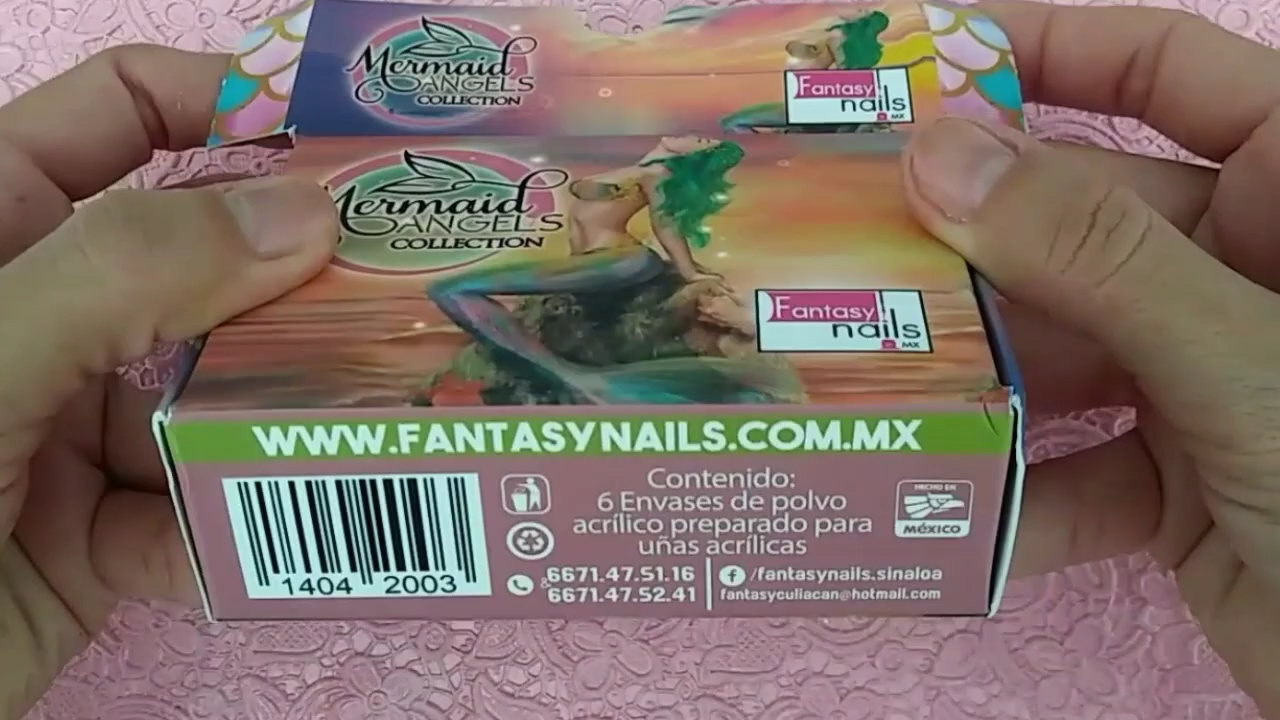 Mermaid
ANGELS
COLLECTION
Fantasy
nails
MX
Mermaid
ANGELS
COLLECTION
Fantasy
nails
MX
WWW.FANTASYNAILS.COM.MX
Contenido:
6 Envases de polvo
acrílico preparado para
uñas acrílicas
HECHO EN
MÉXICO
1404 2003
6671.47.51.16
& 6671.47.52.41
/fantasynails.sinaloa
fantasyculiacan@hotmail.com